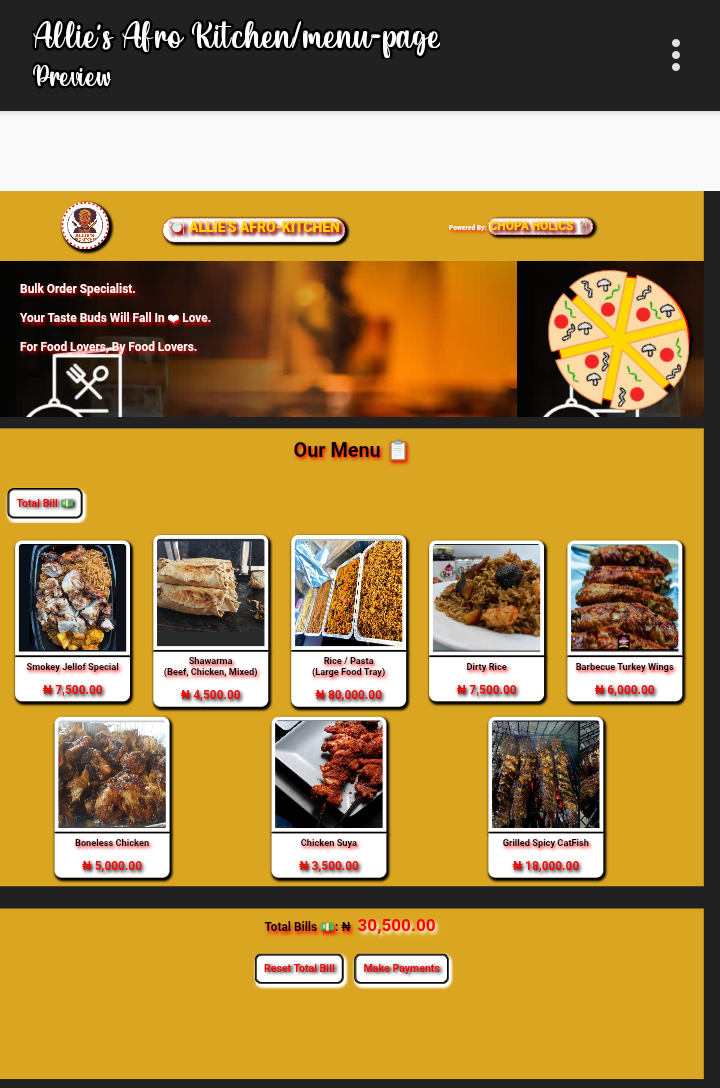 Allie's Afro Kitchen/menu-page
Preview
ALLIE'S AFRO-KITCHEN
Powered By: CHOPA HOLICS
Bulk Order Specialist.
Your Taste Buds Will Fall In ❤ Love.
For Food Lovers, By Food Lovers.
Our Menu 📋
Total Bill 💵
Smokey Jellof Special
₦ 7,500.00
Shawarma
(Beef, Chicken, Mixed)
₦ 4,500.00
Rice / Pasta
(Large Food Tray)
₦ 80,000.00
Dirty Rice
₦ 7,500.00
Barbecue Turkey Wings
₦ 6,000.00
Boneless Chicken
₦ 5,000.00
Chicken Suya
₦ 3,500.00
Grilled Spicy CatFish
₦ 18,000.00
Total Bills 💵: ₦ 30,500.00
Reset Total Bill
Make Payments